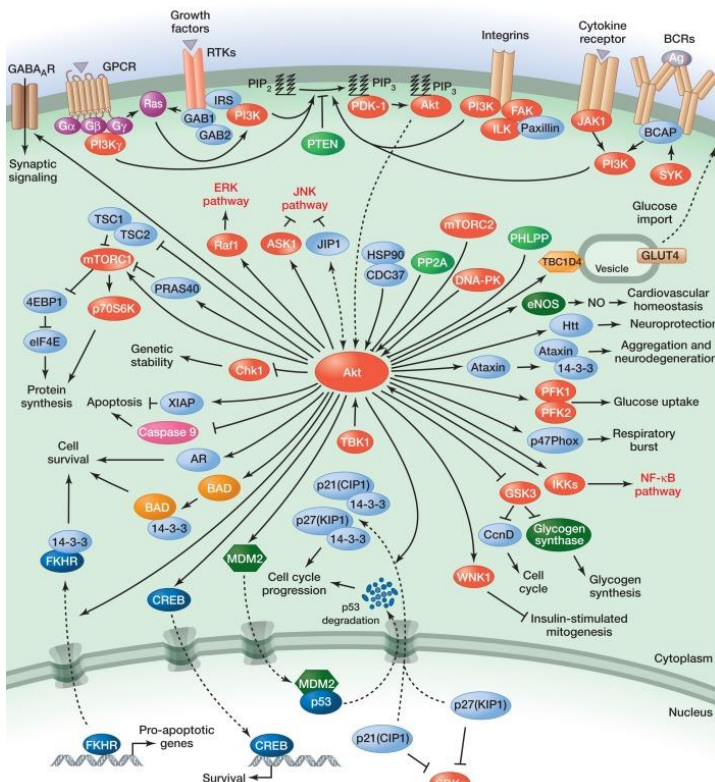 Growth
factors
RTKs
GABA_AR
GPCR
Gα
Gβ
Gγ
PI3Kγ
Ras
IRS
GAB1
GAB2
PI3K
PIP2
PIP3
PIP3
PDK-1
Akt
PTEN
Integrins
PI3K
FAK
ILK
Paxillin
Cytokine
receptor
JAK1
BCRs
Ag
BCAP
PI3K
SYK
Synaptic
signaling
ERK
pathway
JNK
pathway
Raf1
ASK1
JIP1
HSP90
CDC37
PP2A
mTORC2
DNA-PK
PHLPP
TBC1D4
Vesicle
GLUT4
Glucose
import
TSC1
TSC2
mTORC1
PRAS40
4EBP1
p70S6K
eIF4E
Protein
synthesis
eNOS
NO
Cardiovascular
homeostasis
Htt
Neuroprotection
Ataxin
Ataxin
14-3-3
Aggregation and
neurodegeneration
PFK1
PFK2
Glucose uptake
p47Phox
Respiratory
burst
Genetic
stability
Chk1
Akt
TBK1
Apoptosis
XIAP
Caspase 9
Cell
survival
AR
BAD
BAD
14-3-3
14-3-3
FKHR
p21(CIP1)
14-3-3
p27(KIP1)
14-3-3
Cell cycle
progression
p53
degradation
MDM2
CREB
GSK3
IKKs
NF-κB
pathway
CcnD
Glycogen
synthase
Cell
cycle
Glycogen
synthesis
WNK1
Insulin-stimulated
mitogenesis
Cytoplasm
Nucleus
MDM2
p53
p27(KIP1)
p21(CIP1)
FKHR
Pro-apoptotic
genes
CREB
Survival